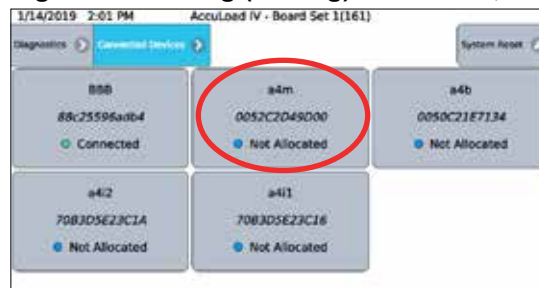 1/14/2019 2:01 PM AccuLoad IV - Board Set 1(161)
Diagnostics Connected Devices System Reset
BBB a4m a4b
88c25596adb4 0052C2D49D00 0050C21E7134
Connected Not Allocated Not Allocated
a4i2 a4i1
70B3D5E23C1A 70B3D5E23C16
Not Allocated Not Allocated